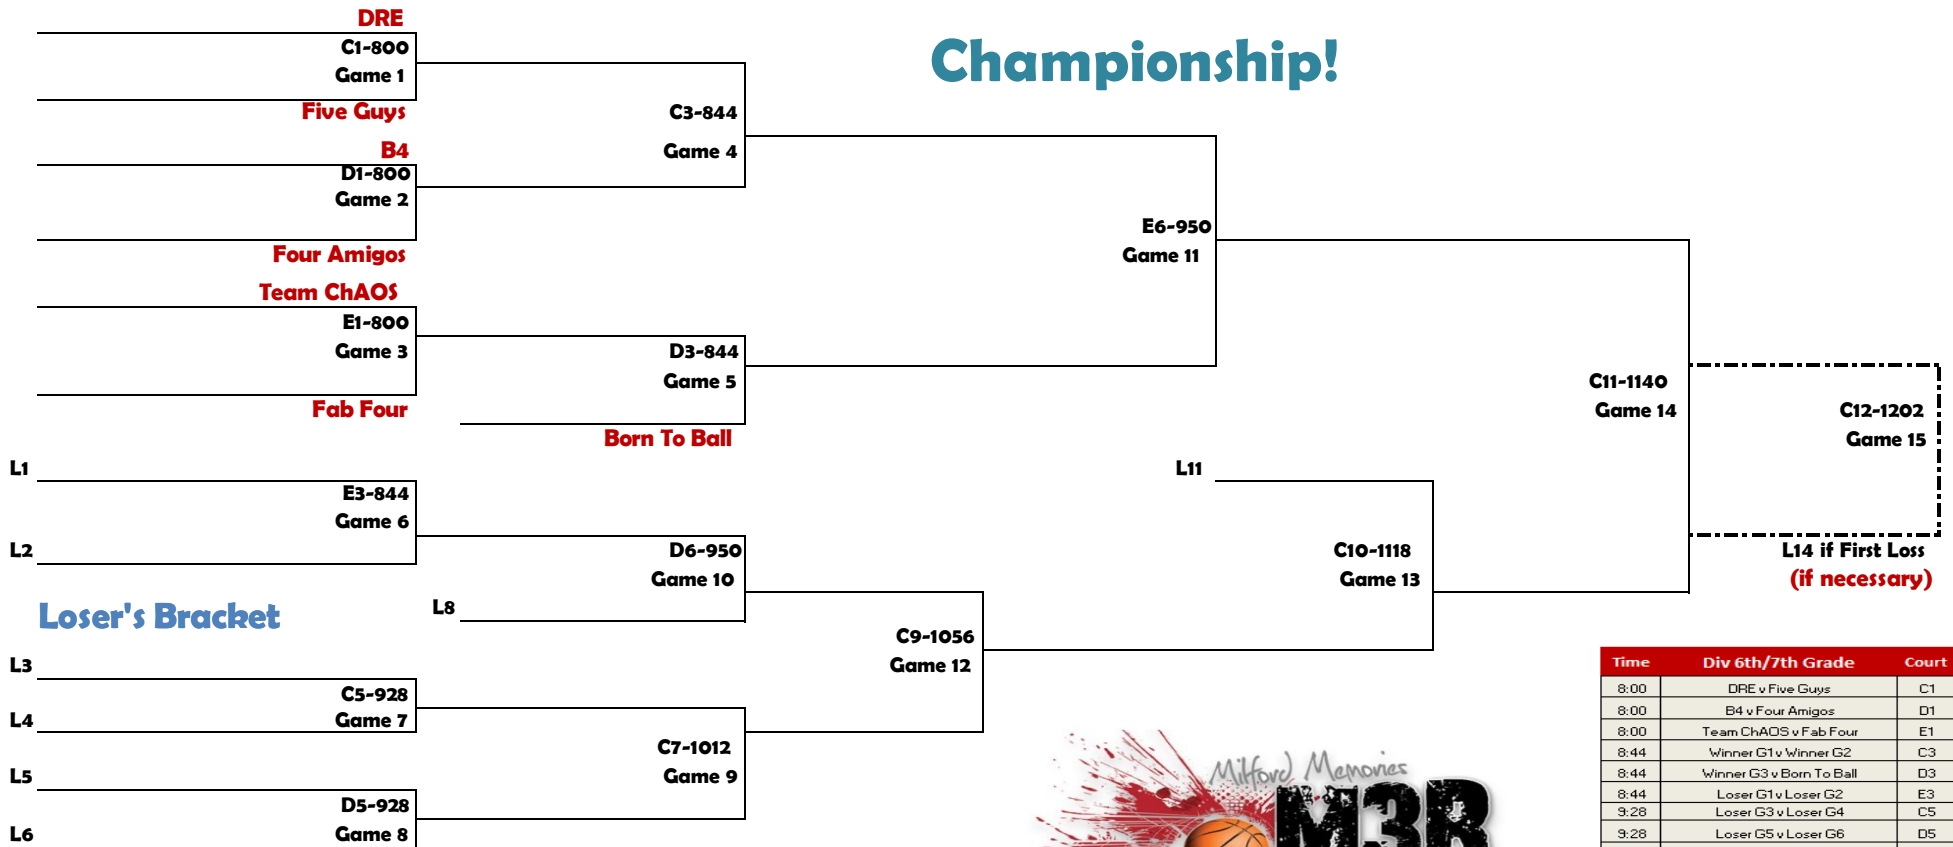 DRE
C1-800
Game 1
Five Guys
Championship!
C3-844
Game 4
B4
D1-800
Game 2
Four Amigos
E6-950
Game 11
Team ChAOS
E1-800
Game 3
Fab Four
D3-844
Game 5
Born To Ball
C11-1140
Game 14
C12-1202
Game 15
L14 if First Loss
(if necessary)
L1
E3-844
Game 6
L2
L11
D6-950
Game 10
L8
C10-1118
Game 13
Loser's Bracket
C9-1056
Game 12
L3
C5-928
L4
Game 7
C7-1012
Game 9
L5
D5-928
L6
Game 8
Milford Memories
M3R
Time Div 6th/7th Grade Court
8:00 DRE v Five Guys C1
8:00 B4 v Four Amigos D1
8:00 Team ChAOS v Fab Four E1
8:44 Winner G1 v Winner G2 C3
8:44 Winner G3 v Born To Ball D3
8:44 Loser G1 v Loser G2 E3
9:28 Loser G3 v Loser G4 C5
9:28 Loser G5 v Loser G6 D5